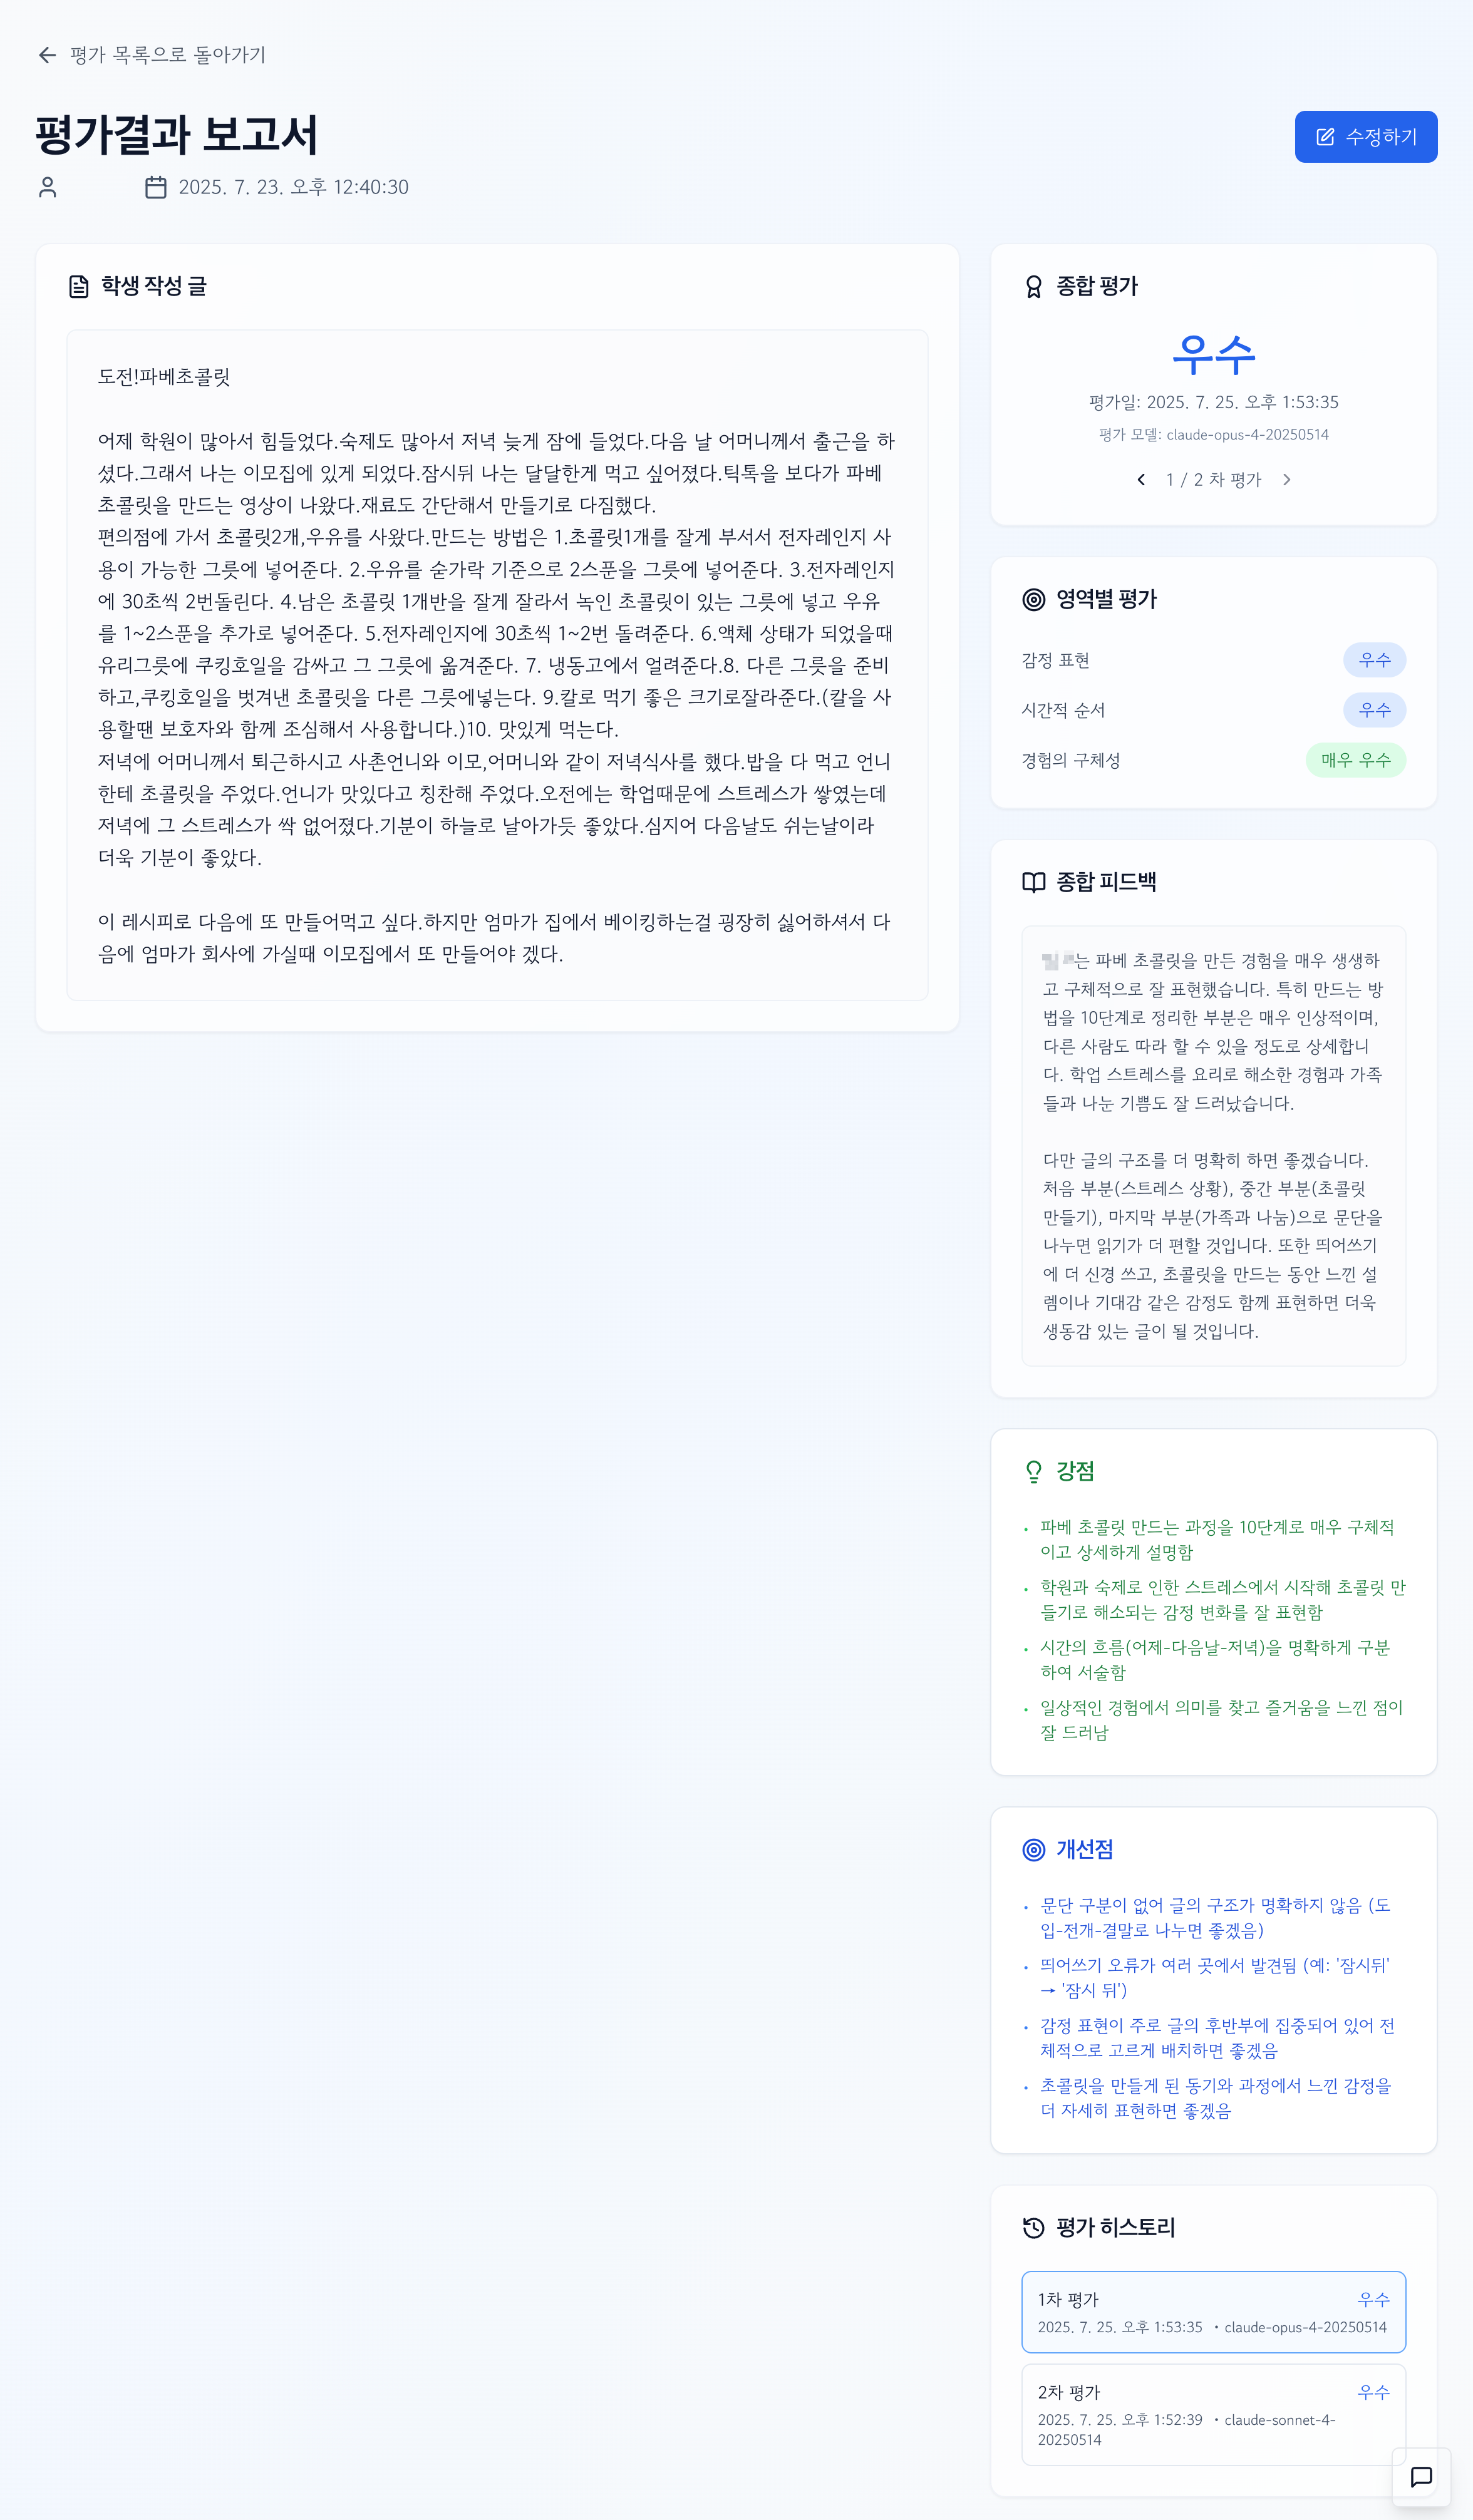 평가 목록으로 돌아가기
평가결과 보고서
수정하기
2025. 7. 23. 오후 12:40:30
학생 작성 글
도전!파베초콜릿
어제 학원이 많아서 힘들었다.숙제도 많아서 저녁 늦게 잠에 들었다.다음 날 어머니께서 출근을 하
셨다.그래서 나는 이모집에 있게 되었다.잠시뒤 나는 달달한게 먹고 싶어졌다.틱톡을 보다가 파베
초콜릿을 만드는 영상이 나왔다.재료도 간단해서 만들기로 다짐했다.
편의점에 가서 초콜릿2개,우유를 사왔다.만드는 방법은 1.초콜릿1개를 잘게 부서서 전자레인지 사
용이 가능한 그릇에 넣어준다. 2.우유를 숟가락 기준으로 2스푼을 그릇에 넣어준다. 3.전자레인지
에 30초씩 2번돌린다. 4.남은 초콜릿 1개반을 잘게 잘라서 녹인 초콜릿이 있는 그릇에 넣고 우유
를 1~2스푼을 추가로 넣어준다. 5.전자레인지에 30초씩 1~2번 돌려준다. 6.액체 상태가 되었을때
유리그릇에 쿠킹호일을 감싸고 그 그릇에 옮겨준다. 7. 냉동고에서 얼려준다.8. 다른 그릇을 준비
하고,쿠킹호일을 벗겨낸 초콜릿을 다른 그릇에넣는다. 9.칼로 먹기 좋은 크기로잘라준다.(칼을 사
용할땐 보호자와 함께 조심해서 사용합니다.)10. 맛있게 먹는다.
저녁에 어머니께서 퇴근하시고 사촌언니와 이모,어머니와 같이 저녁식사를 했다.밥을 다 먹고 언니
한테 초콜릿을 주었다.언니가 맛있다고 칭찬해 주었다.오전에는 학업때문에 스트레스가 쌓였는데
저녁에 그 스트레스가 싹 없어졌다.기분이 하늘로 날아가듯 좋았다.심지어 다음날도 쉬는날이라
더욱 기분이 좋았다.
이 레시피로 다음에 또 만들어먹고 싶다.하지만 엄마가 집에서 베이킹하는걸 굉장히 싫어하셔서 다
음에 엄마가 회사에 가실때 이모집에서 또 만들어야 겠다.
종합 평가
우수
평가일: 2025. 7. 25. 오후 1:53:35
평가 모델: claude-opus-4-20250514
1 / 2 차 평가
영역별 평가
감정 표현 우수
시간적 순서 우수
경험의 구체성 매우 우수
종합 피드백
는 파베 초콜릿을 만든 경험을 매우 생생하
고 구체적으로 잘 표현했습니다. 특히 만드는 방
법을 10단계로 정리한 부분은 매우 인상적이며,
다른 사람도 따라 할 수 있을 정도로 상세합니
다. 학업 스트레스를 요리로 해소한 경험과 가족
들과 나눈 기쁨도 잘 드러났습니다.
다만 글의 구조를 더 명확히 하면 좋겠습니다.
처음 부분(스트레스 상황), 중간 부분(초콜릿
만들기), 마지막 부분(가족과 나눔)으로 문단을
나누면 읽기가 더 편할 것입니다. 또한 띄어쓰기
에 더 신경 쓰고, 초콜릿을 만드는 동안 느낀 설
렘이나 기대감 같은 감정도 함께 표현하면 더욱
생동감 있는 글이 될 것입니다.
강점
• 파베 초콜릿 만드는 과정을 10단계로 매우 구체적
이고 상세하게 설명함
• 학원과 숙제로 인한 스트레스에서 시작해 초콜릿 만
들기로 해소되는 감정 변화를 잘 표현함
• 시간의 흐름(어제-다음날-저녁)을 명확하게 구분
하여 서술함
• 일상적인 경험에서 의미를 찾고 즐거움을 느낀 점이
잘 드러남
개선점
• 문단 구분이 없어 글의 구조가 명확하지 않음 (도
입-전개-결말로 나누면 좋겠음)
• 띄어쓰기 오류가 여러 곳에서 발견됨 (예: '잠시뒤'
→ '잠시 뒤')
• 감정 표현이 주로 글의 후반부에 집중되어 있어 전
체적으로 고르게 배치하면 좋겠음
• 초콜릿을 만들게 된 동기와 과정에서 느낀 감정을
더 자세히 표현하면 좋겠음
평가 히스토리
1차 평가 우수
2025. 7. 25. 오후 1:53:35 • claude-opus-4-20250514
2차 평가 우수
2025. 7. 25. 오후 1:52:39 • claude-sonnet-4-
20250514